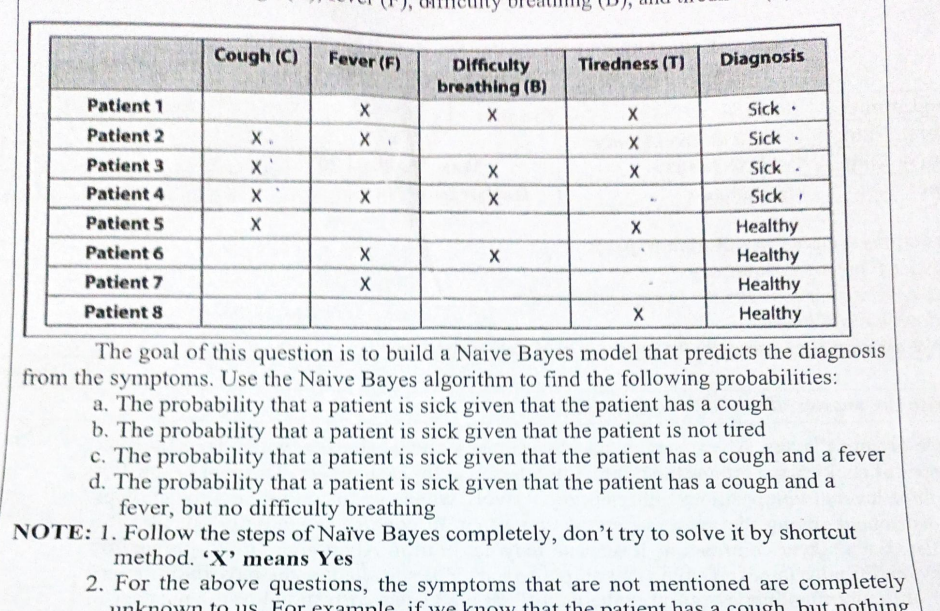 Cough (C) Fever (F) Difficulty breathing (B) Tiredness (T) Diagnosis
Patient 1 X X X Sick
Patient 2 X X X Sick
Patient 3 X X X Sick
Patient 4 X X X Sick
Patient 5 X X Healthy
Patient 6 X X Healthy
Patient 7 X Healthy
Patient 8 X Healthy
The goal of this question is to build a Naive Bayes model that predicts the diagnosis
from the symptoms. Use the Naive Bayes algorithm to find the following probabilities:
a. The probability that a patient is sick given that the patient has a cough
b. The probability that a patient is sick given that the patient is not tired
c. The probability that a patient is sick given that the patient has a cough and a fever
d. The probability that a patient is sick given that the patient has a cough and a
fever, but no difficulty breathing
NOTE: 1. Follow the steps of Naïve Bayes completely, don't try to solve it by shortcut
method. 'X' means Yes
2. For the above questions, the symptoms that are not mentioned are completely
unknown to us. For example, if we know that the patient has a cough, but nothing